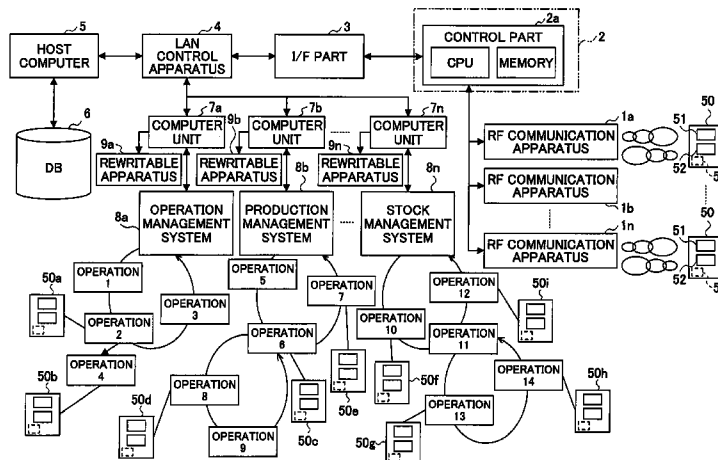 5
HOST
COMPUTER
4
LAN
CONTROL
APPARATUS
3
I/F PART
2a
CONTROL PART
CPU
MEMORY
2
6
DB
7a
COMPUTER
UNIT
7b
COMPUTER
UNIT
7n
COMPUTER
UNIT
9a
REWRITABLE
APPARATUS
9b
REWRITABLE
APPARATUS
9n
REWRITABLE
APPARATUS
8a
OPERATION
MANAGEMENT
SYSTEM
8b
PRODUCTION
MANAGEMENT
SYSTEM
8n
STOCK
MANAGEMENT
SYSTEM
1a
RF COMMUNICATION
APPARATUS
RF COMMUNICATION
APPARATUS
1b
1n
RF COMMUNICATION
APPARATUS
50
51
52
50
51
52
OPERATION
1
OPERATION
2
OPERATION
3
OPERATION
4
OPERATION
5
OPERATION
6
OPERATION
7
OPERATION
8
OPERATION
9
OPERATION
10
OPERATION
11
OPERATION
12
OPERATION
13
OPERATION
14
50a
50b
50c
50d
50e
50f
50g
50h
50i